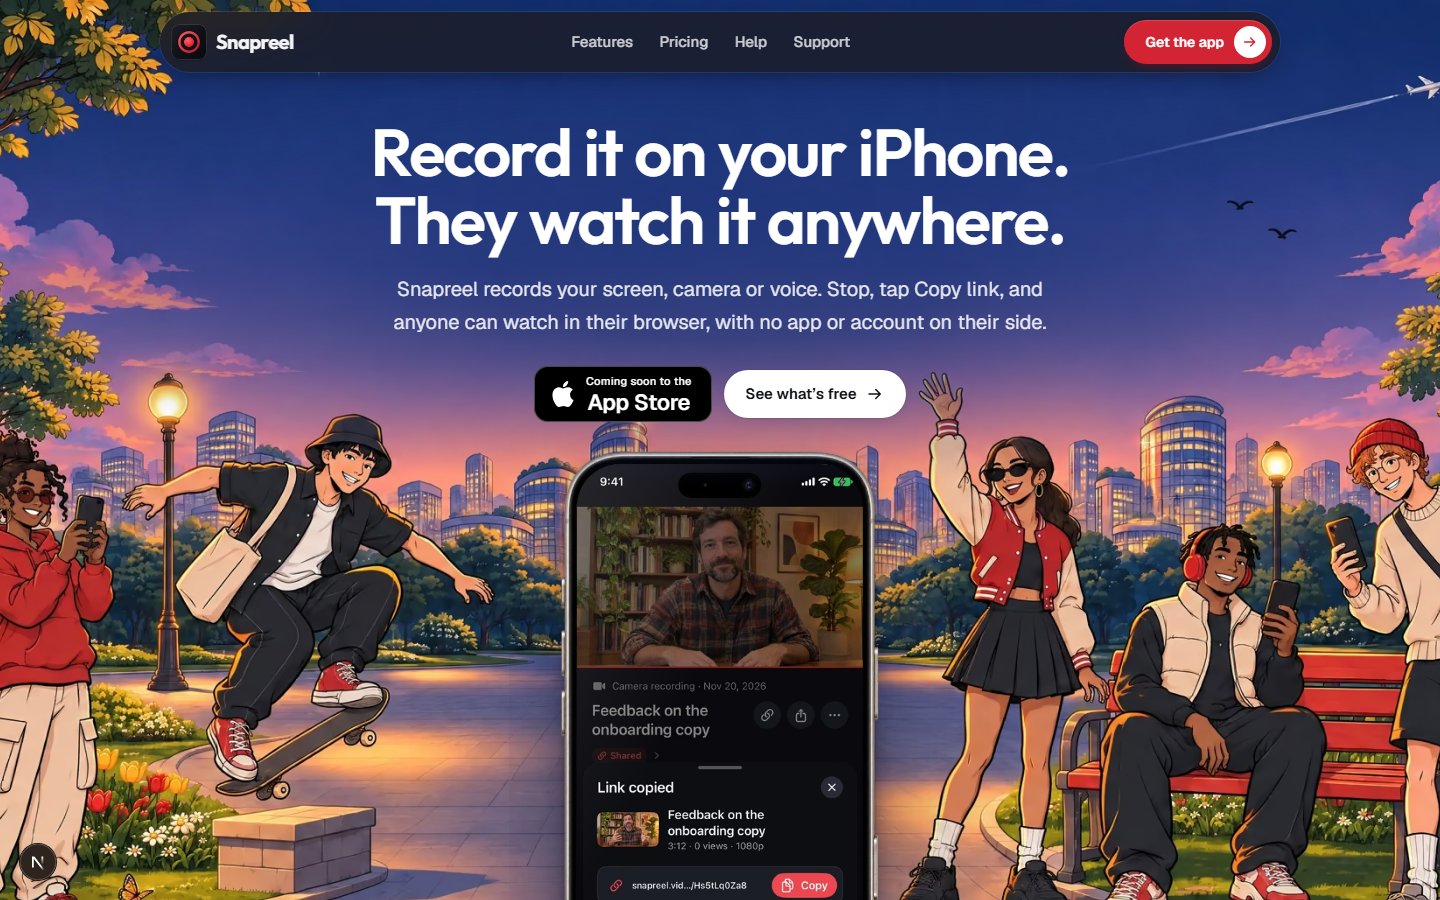 Snapreel
Features
Pricing
Help
Support
Get the app
Record it on your iPhone.
They watch it anywhere.
Snapreel records your screen, camera or voice. Stop, tap Copy link, and
anyone can watch in their browser, with no app or account on their side.
Coming soon to the
App Store
See what’s free
9:41
Camera recording · Nov 20, 2026
Feedback on the
onboarding copy
Shared
Link copied
Feedback on the
onboarding copy
3:12 · 0 views · 1080p
snapreel.vid.../Hs5tLq0Za8
Copy
N